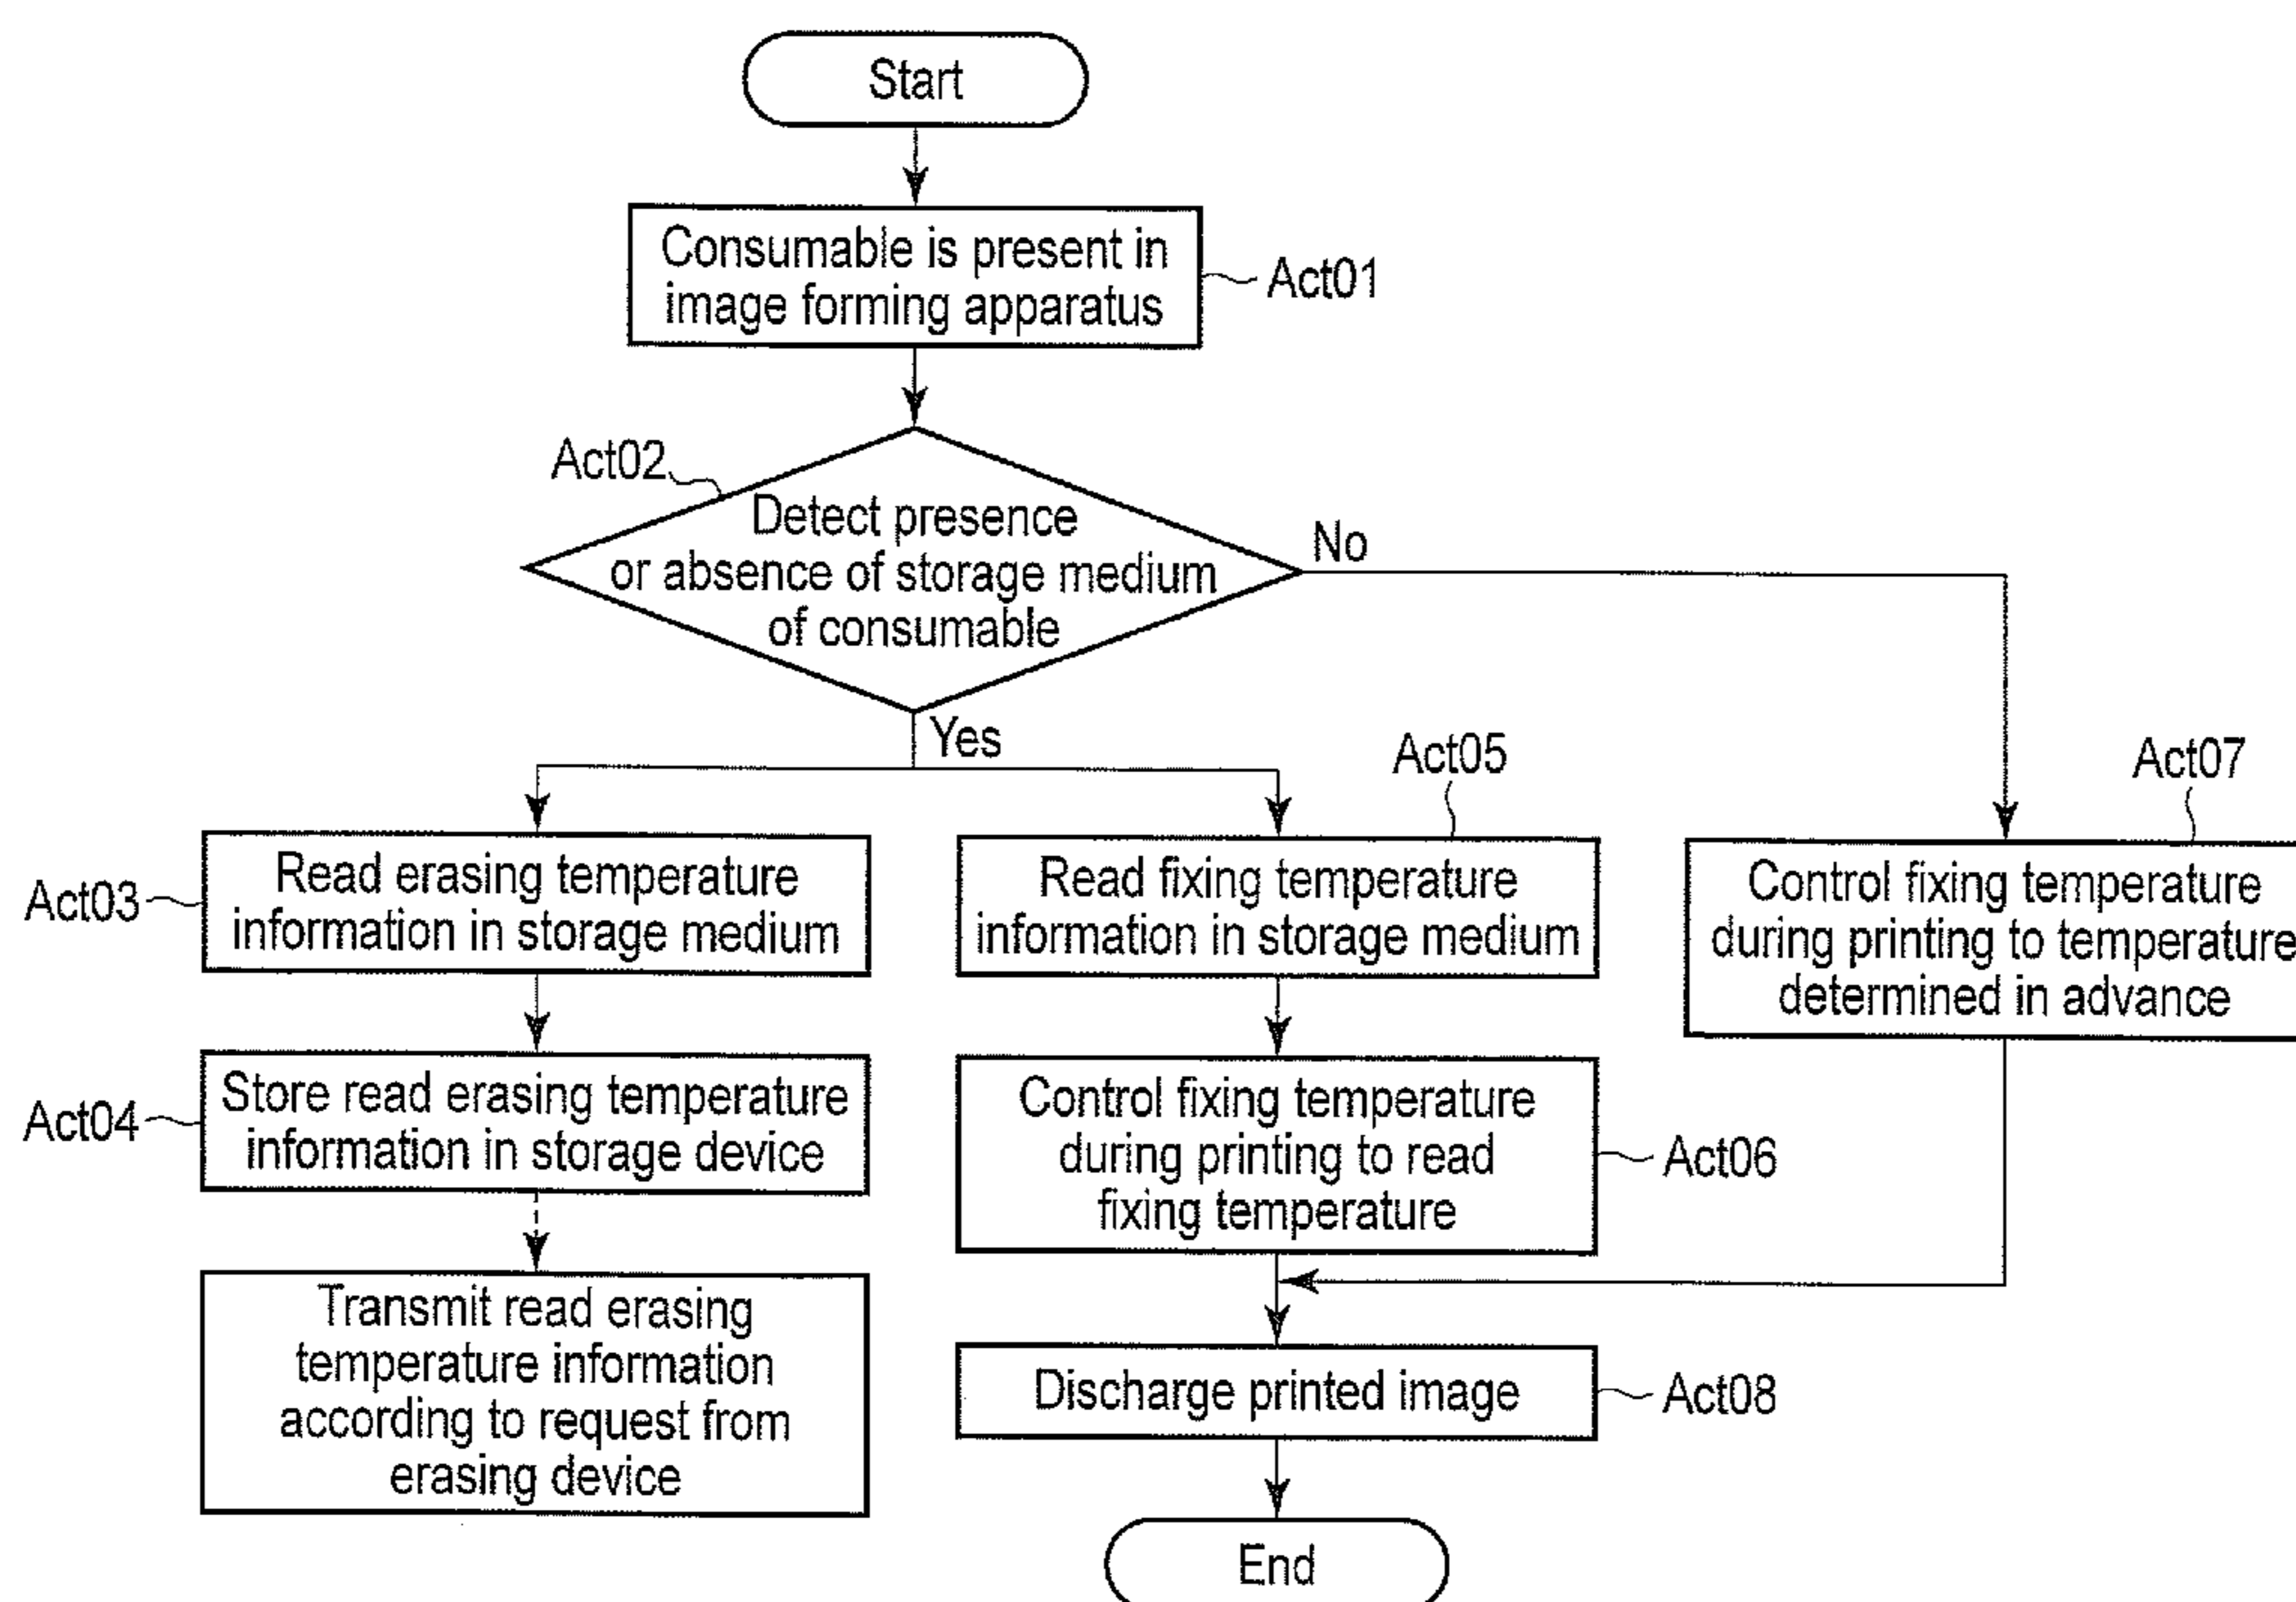 Start
Consumable is present in
image forming apparatus
Act01
Act02
Detect presence
or absence of storage medium
of consumable
No
Yes
Act03
Read erasing temperature
information in storage medium
Act05
Read fixing temperature
information in storage medium
Act07
Control fixing temperature
during printing to temperature
determined in advance
Act04
Store read erasing temperature
information in storage device
Control fixing temperature
during printing to read
fixing temperature
Act06
Transmit read erasing
temperature information
according to request from
erasing device
Discharge printed image
Act08
End